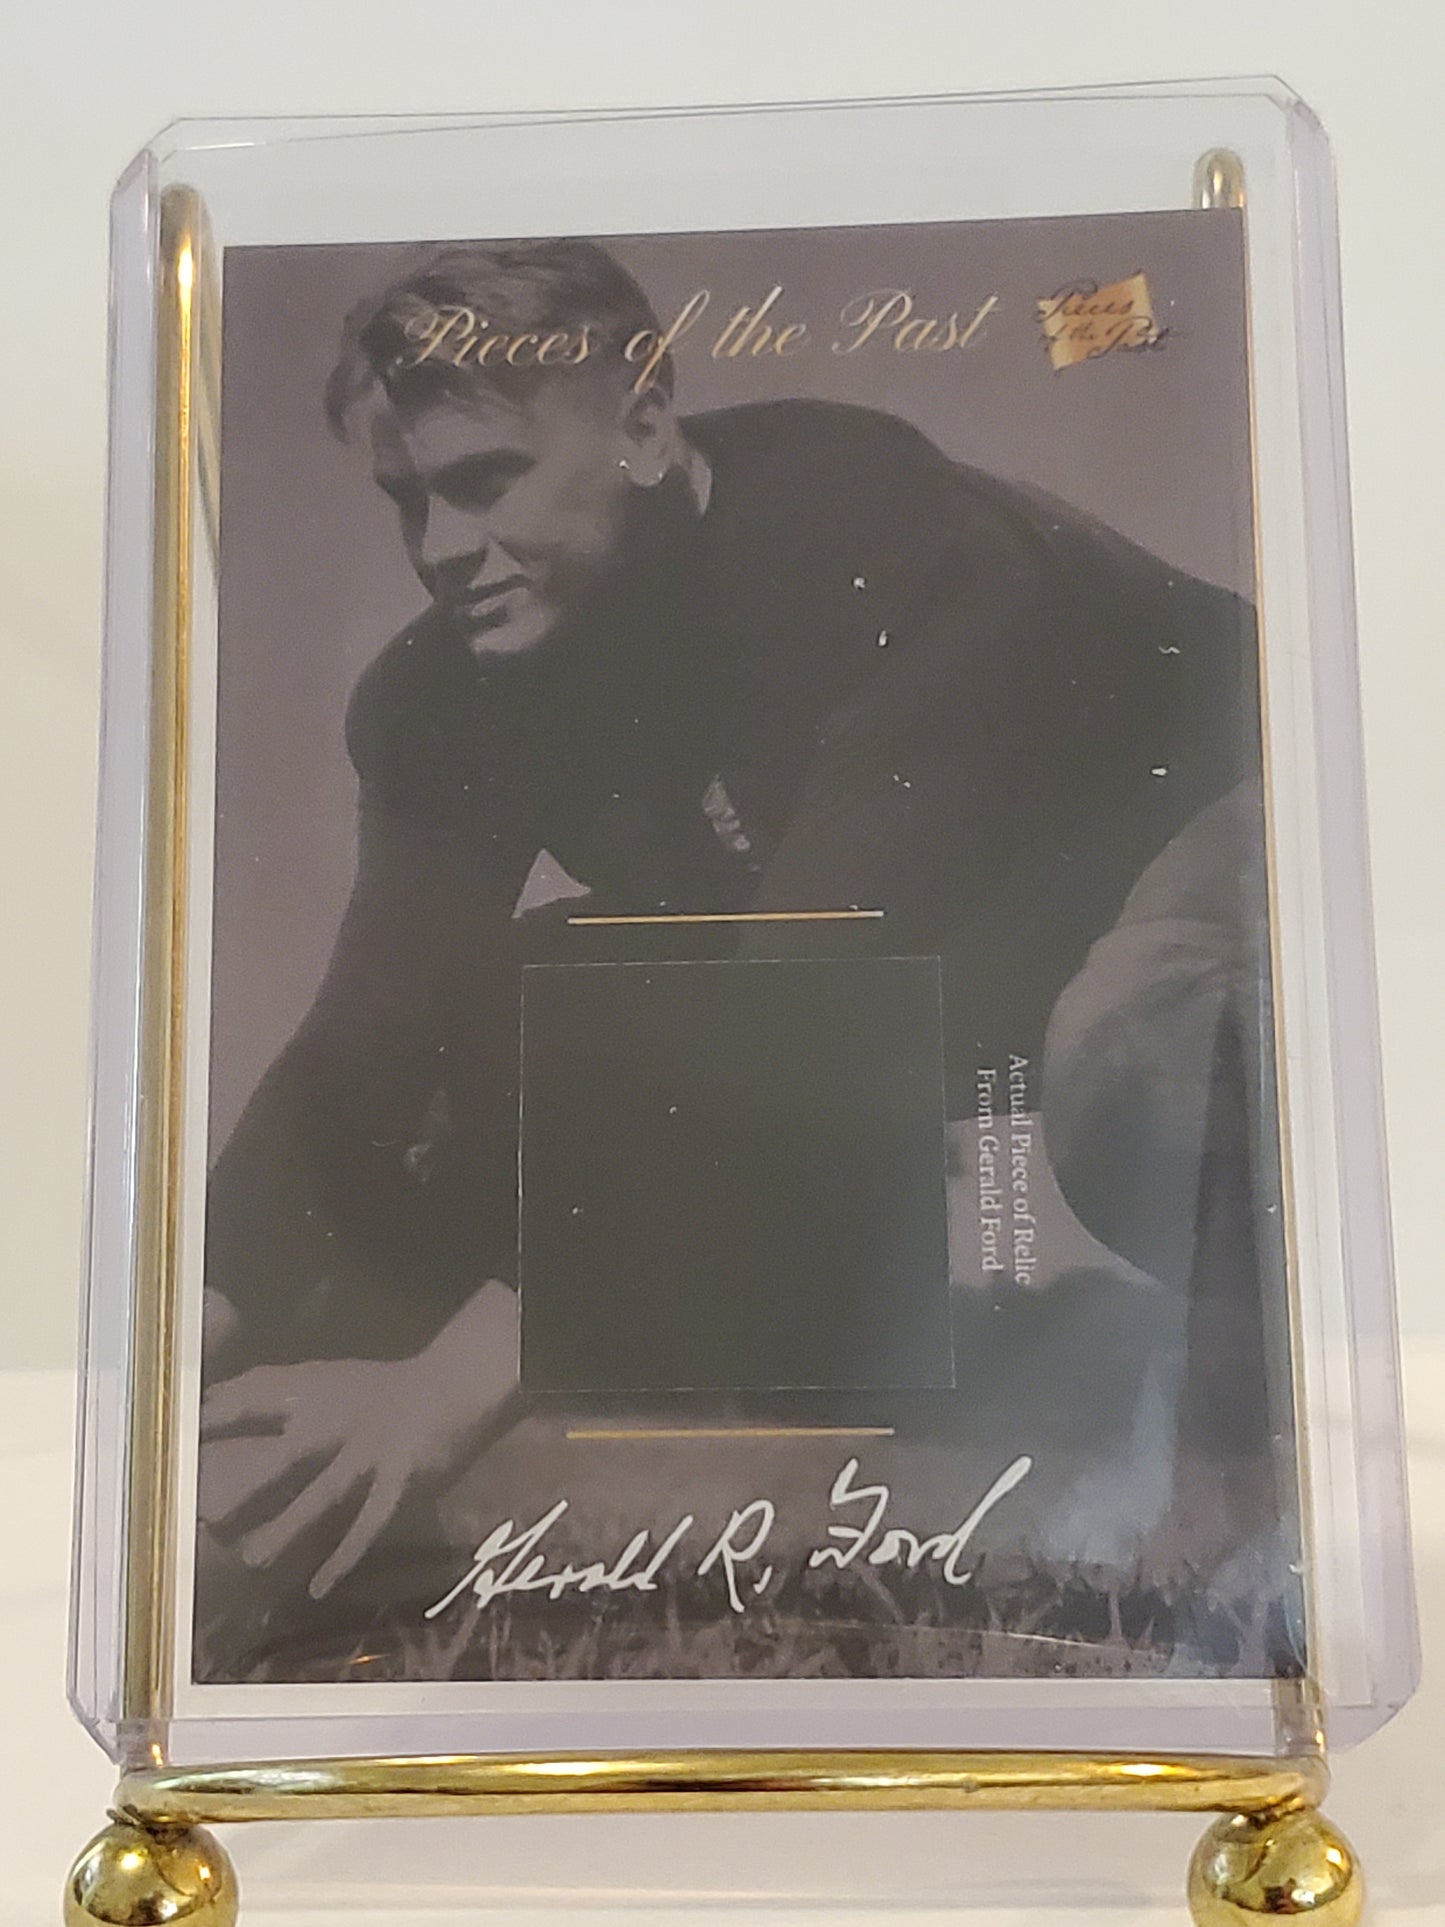 Pieces of the Past
Pieces
of the Past
Actual Piece of Relic
From Gerald Ford
Gerald R. Ford